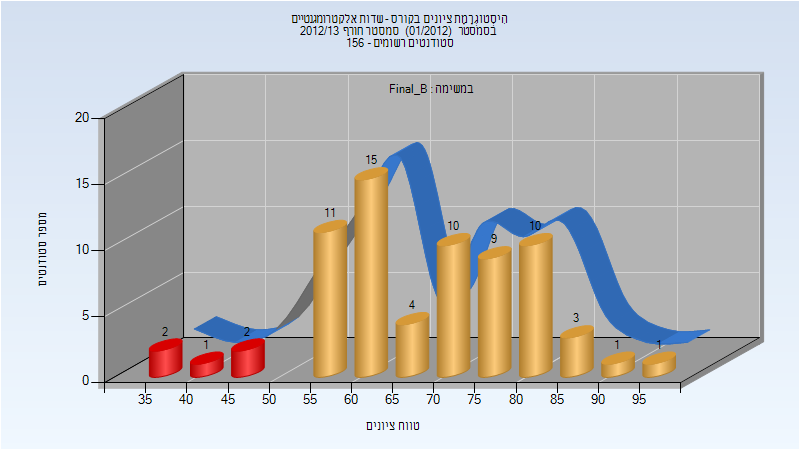 היסטוגרמת ציונים בקורס - שדות אלקטרומגנטיים
בסמסטר (01/2012) סמסטר חורף 2012/13
סטודנטים רשומים - 156
במשימה : Final_B
מספר סטודנטים
20
15
10
5
0
2
1
2
11
15
4
10
9
10
3
1
1
35 40 45 50 55 60 65 70 75 80 85 90 95
טווח ציונים